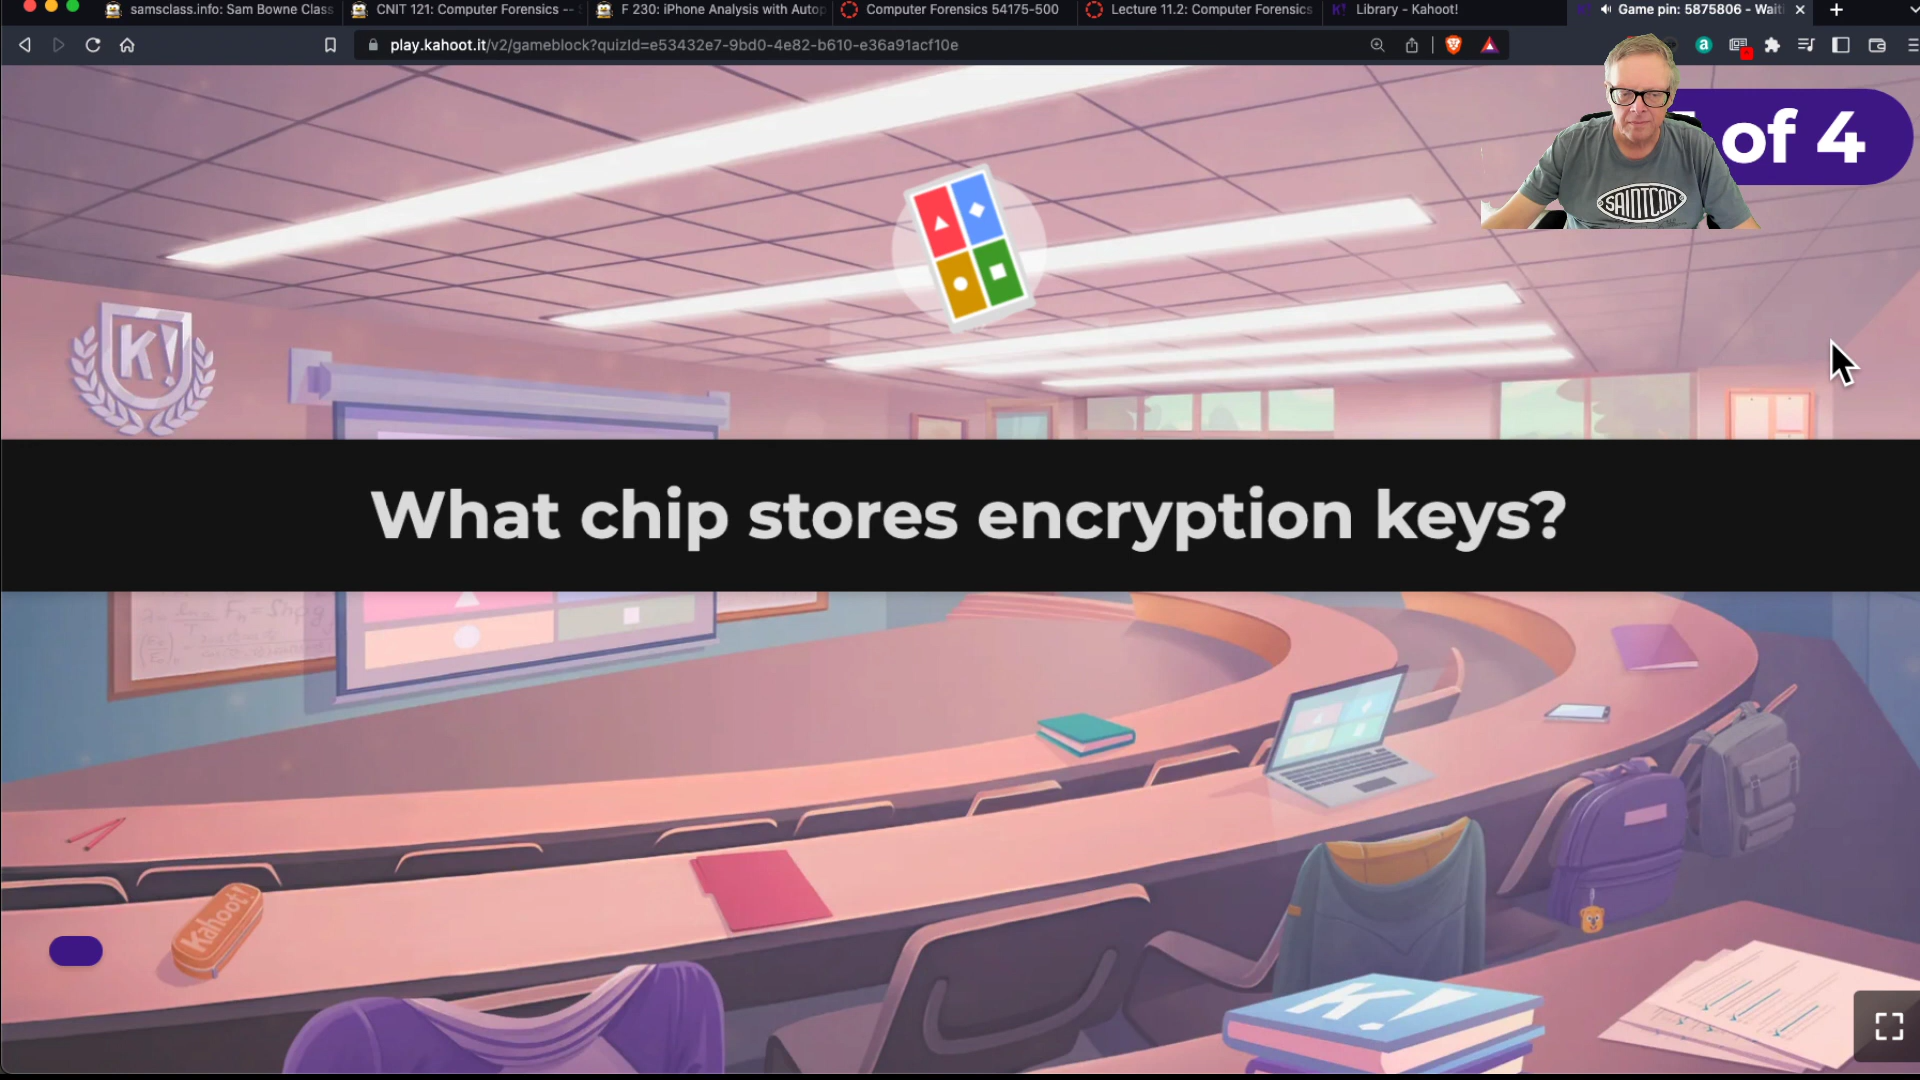 samsclass.info: Sam Bowne Class
CNIT 121: Computer Forensics --
F 230: iPhone Analysis with Autop
Computer Forensics 54175-500
Lecture 11.2: Computer Forensics
Library - Kahoot!
Game pin: 5875806 - Waiti
play.kahoot.it/v2/gameblock?quizId=e53432e7-9bd0-4e82-b610-e36a91acf10e
of 4
SAINTCON
K!
What chip stores encryption keys?
Kahoot!
K!